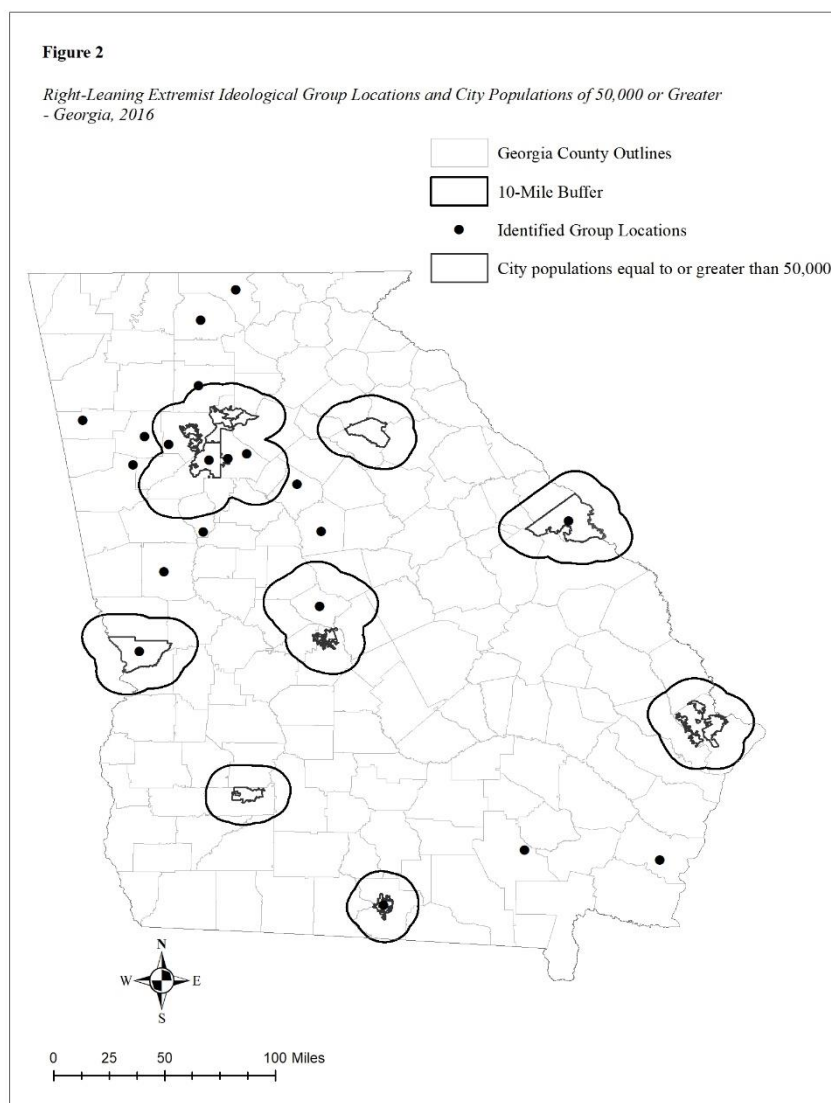 Figure 2
Right-Leaning Extremist Ideological Group Locations and City Populations of 50,000 or Greater
- Georgia, 2016
Georgia County Outlines
10-Mile Buffer
Identified Group Locations
City populations equal to or greater than 50,000
N
W E
S
0 25 50 100 Miles